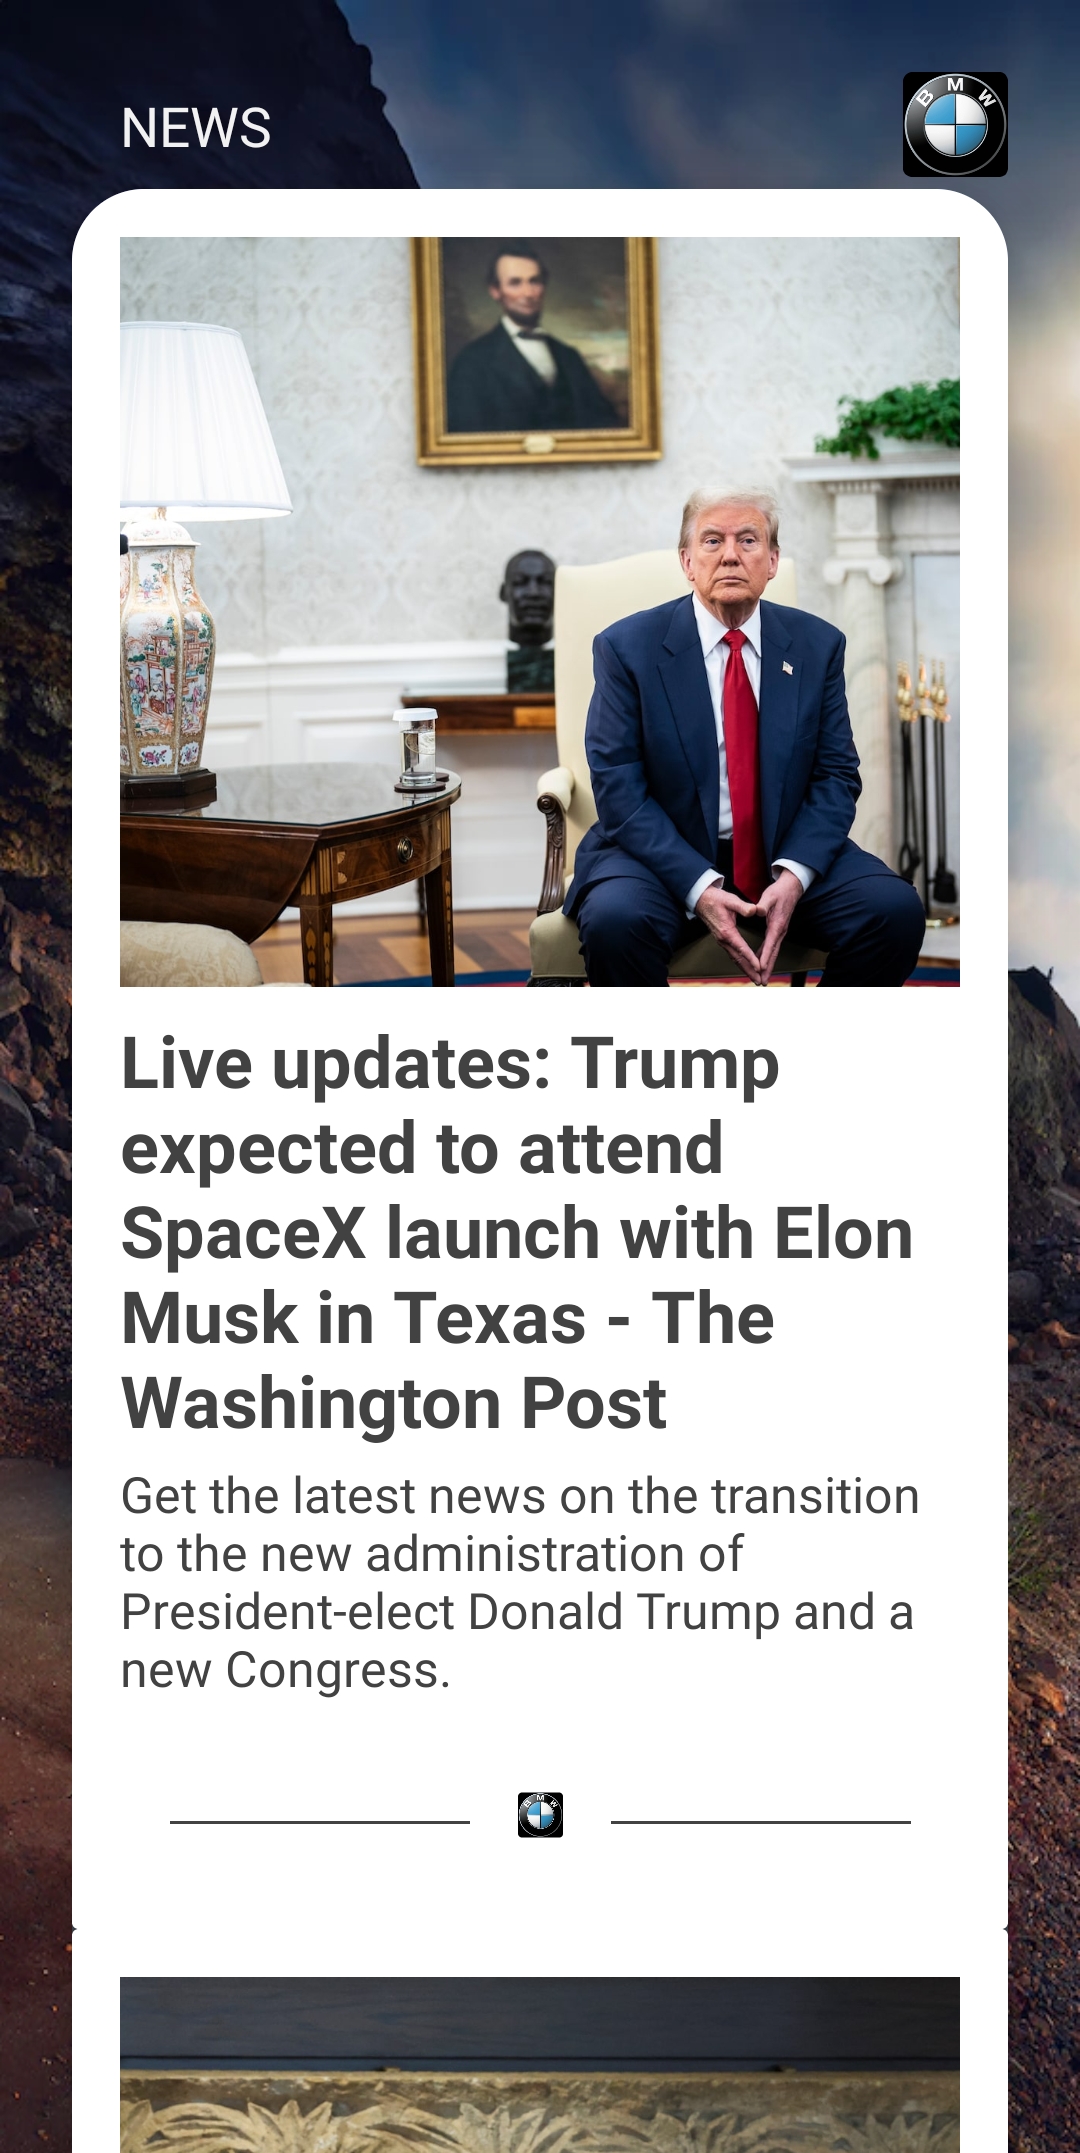 NEWS
BMW
Live updates: Trump
expected to attend
SpaceX launch with Elon
Musk in Texas - The
Washington Post
Get the latest news on the transition
to the new administration of
President-elect Donald Trump and a
new Congress.
BMW